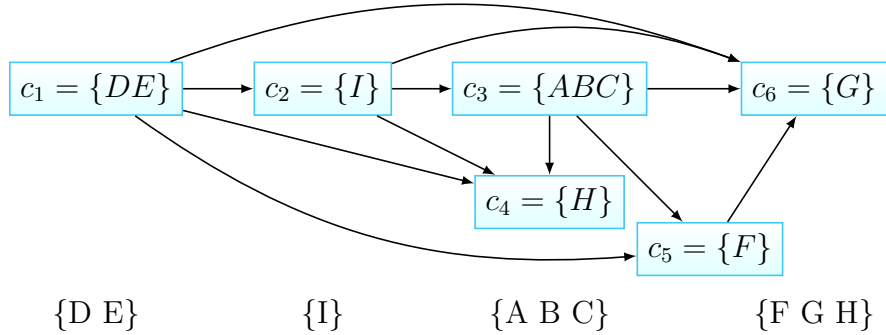 c₁ = {DE} c₂ = {I} c₃ = {ABC} c₆ = {G}
c₄ = {H}
c₅ = {F}
{D E} {I} {A B C} {F G H}